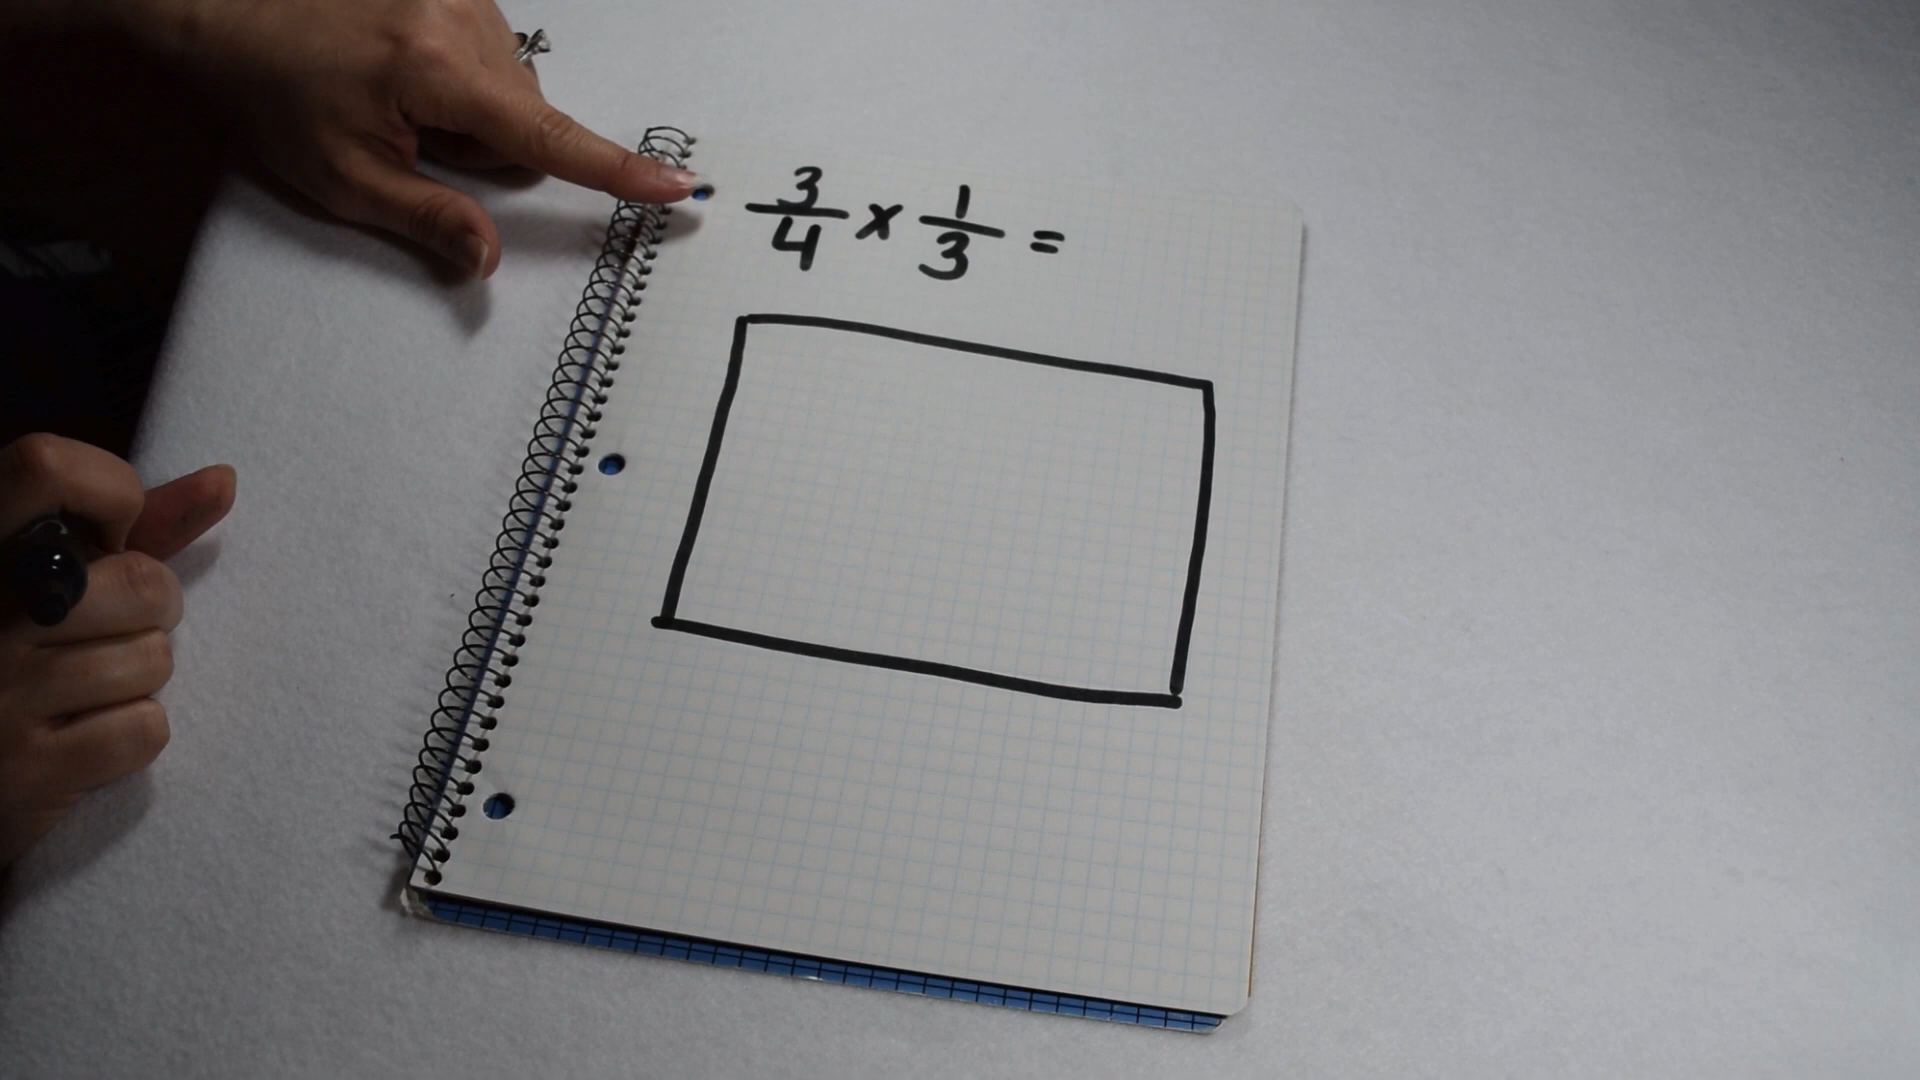 3/4 x 1/3 =